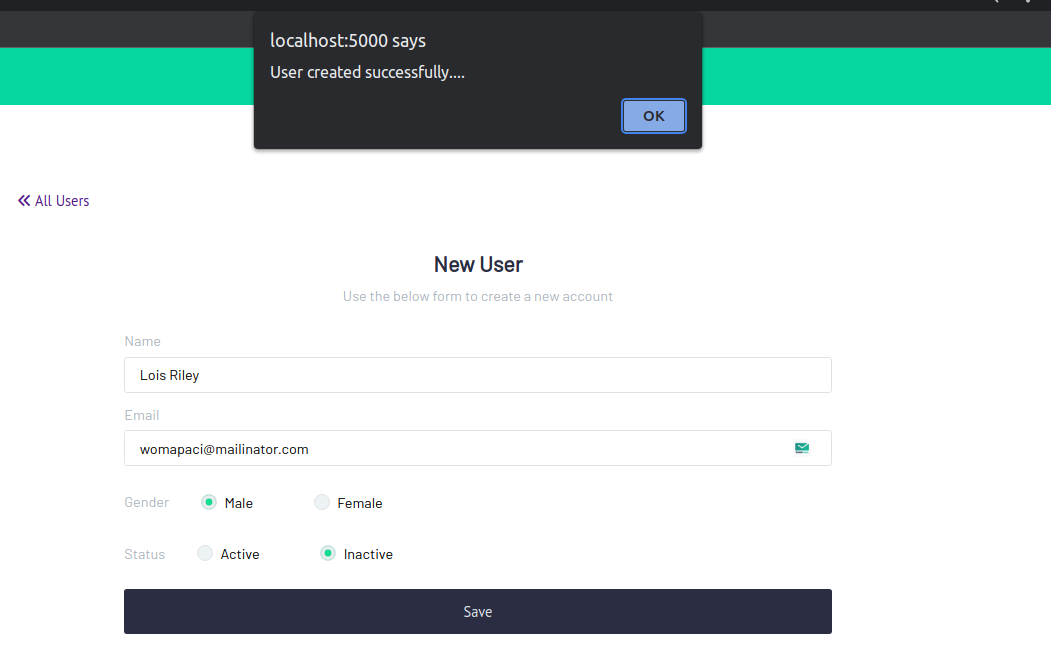 localhost:5000 says
User created successfully....
OK
All Users
New User
Use the below form to create a new account
Name
Lois Riley
Email
womapaci@mailinator.com
Gender Male Female
Status Active Inactive
Save